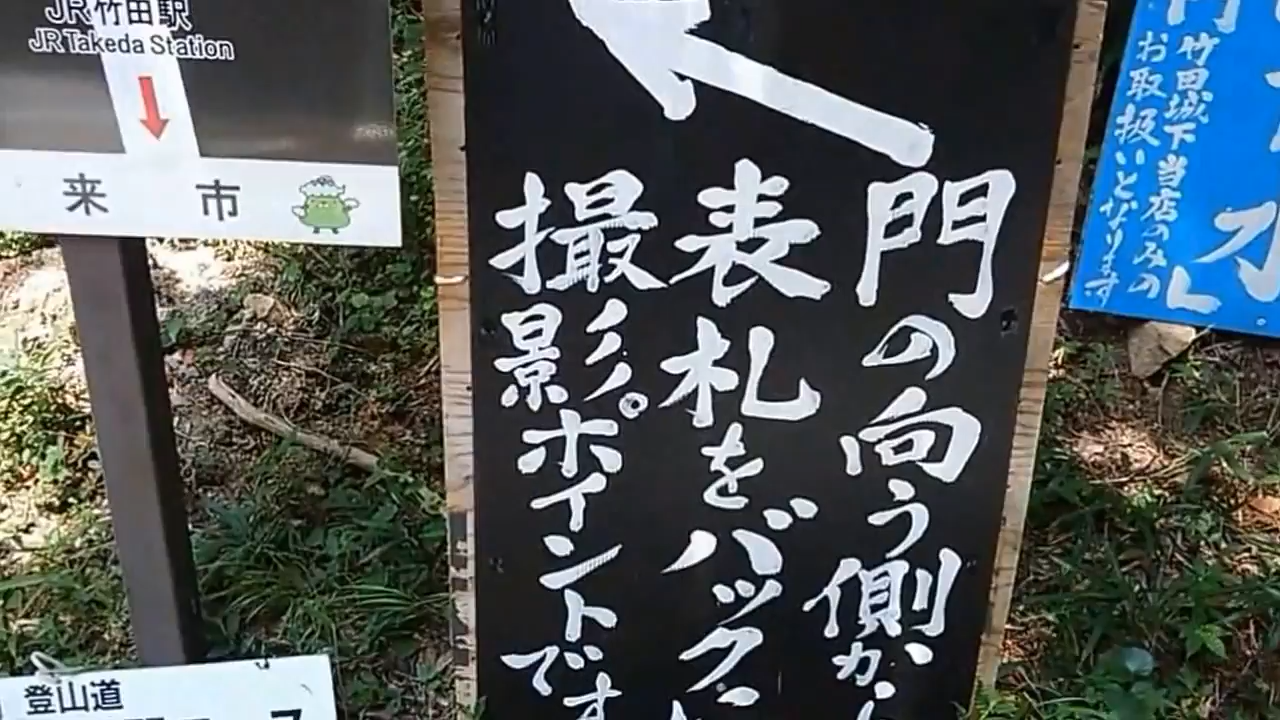 JR竹田駅
JR Takeda Station
来 市
登山道
門の向う側から
表札をバックに
撮影ポイントです
竹田城下当店のみの
お取扱いとなります